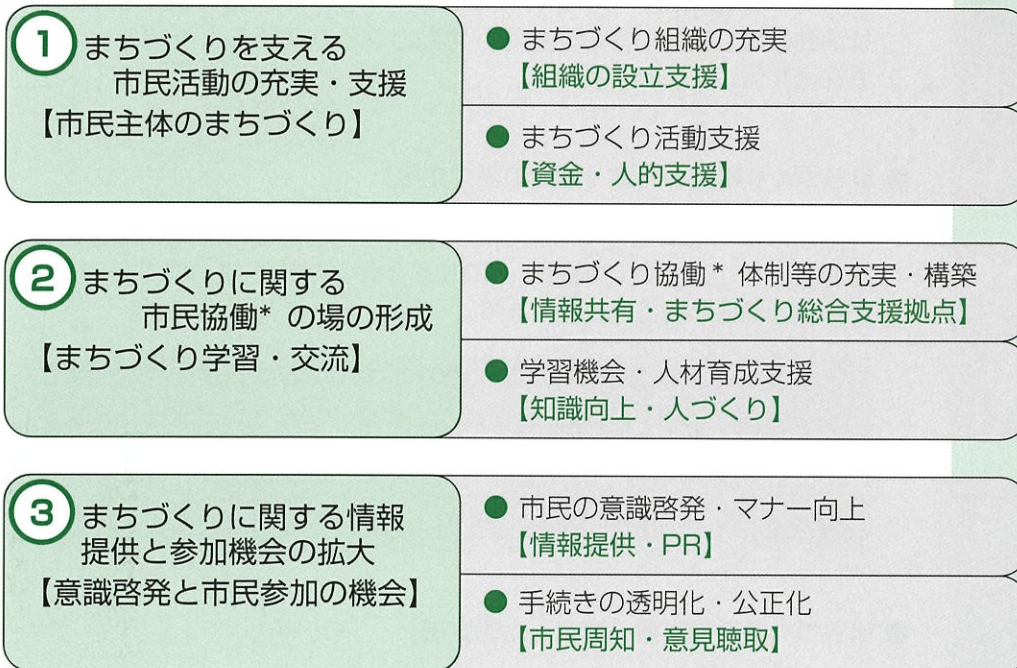 1 まちづくりを支える
市民活動の充実・支援
【市民主体のまちづくり】
● まちづくり組織の充実
【組織の設立支援】
● まちづくり活動支援
【資金・人的支援】
2 まちづくりに関する
市民協働* の場の形成
【まちづくり学習・交流】
● まちづくり協働* 体制等の充実・構築
【情報共有・まちづくり総合支援拠点】
● 学習機会・人材育成支援
【知識向上・人づくり】
3 まちづくりに関する情報
提供と参加機会の拡大
【意識啓発と市民参加の機会】
● 市民の意識啓発・マナー向上
【情報提供・PR】
● 手続きの透明化・公正化
【市民周知・意見聴取】